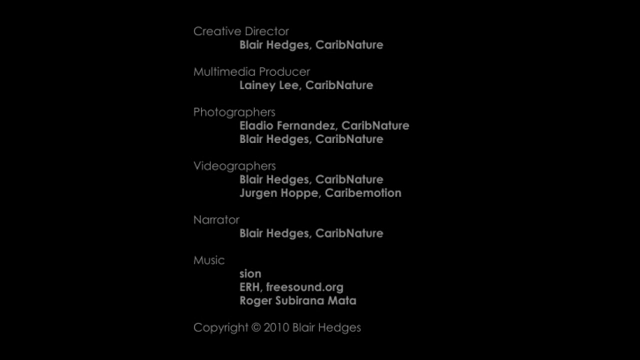 Creative Director
Blair Hedges, CaribNature
Multimedia Producer
Lainey Lee, CaribNature
Photographers
Eladio Fernandez, CaribNature
Blair Hedges, CaribNature
Videographers
Blair Hedges, CaribNature
Jurgen Hoppe, Caribemotion
Narrator
Blair Hedges, CaribNature
Music
sion
ERH, freesound.org
Roger Subirana Mata
Copyright © 2010 Blair Hedges